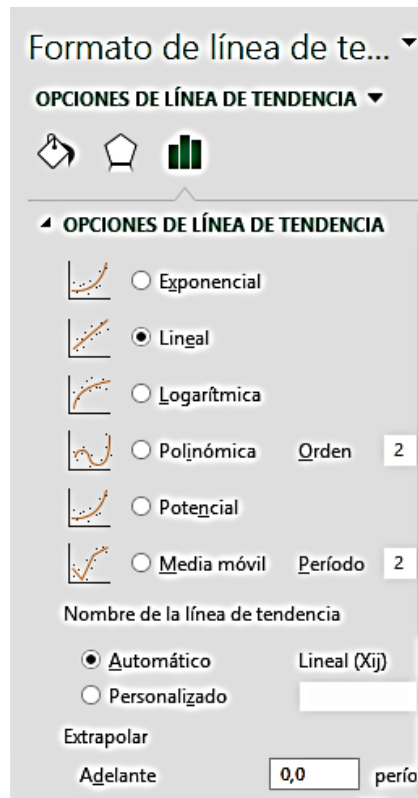 Formato de línea de te...
OPCIONES DE LÍNEA DE TENDENCIA
OPCIONES DE LÍNEA DE TENDENCIA
Exponencial
Lineal
Logarítmica
Polinómica Orden 2
Potencial
Media móvil Período 2
Nombre de la línea de tendencia
Automático Lineal (Xij)
Personalizado
Extrapolar
Adelante 0,0 perío